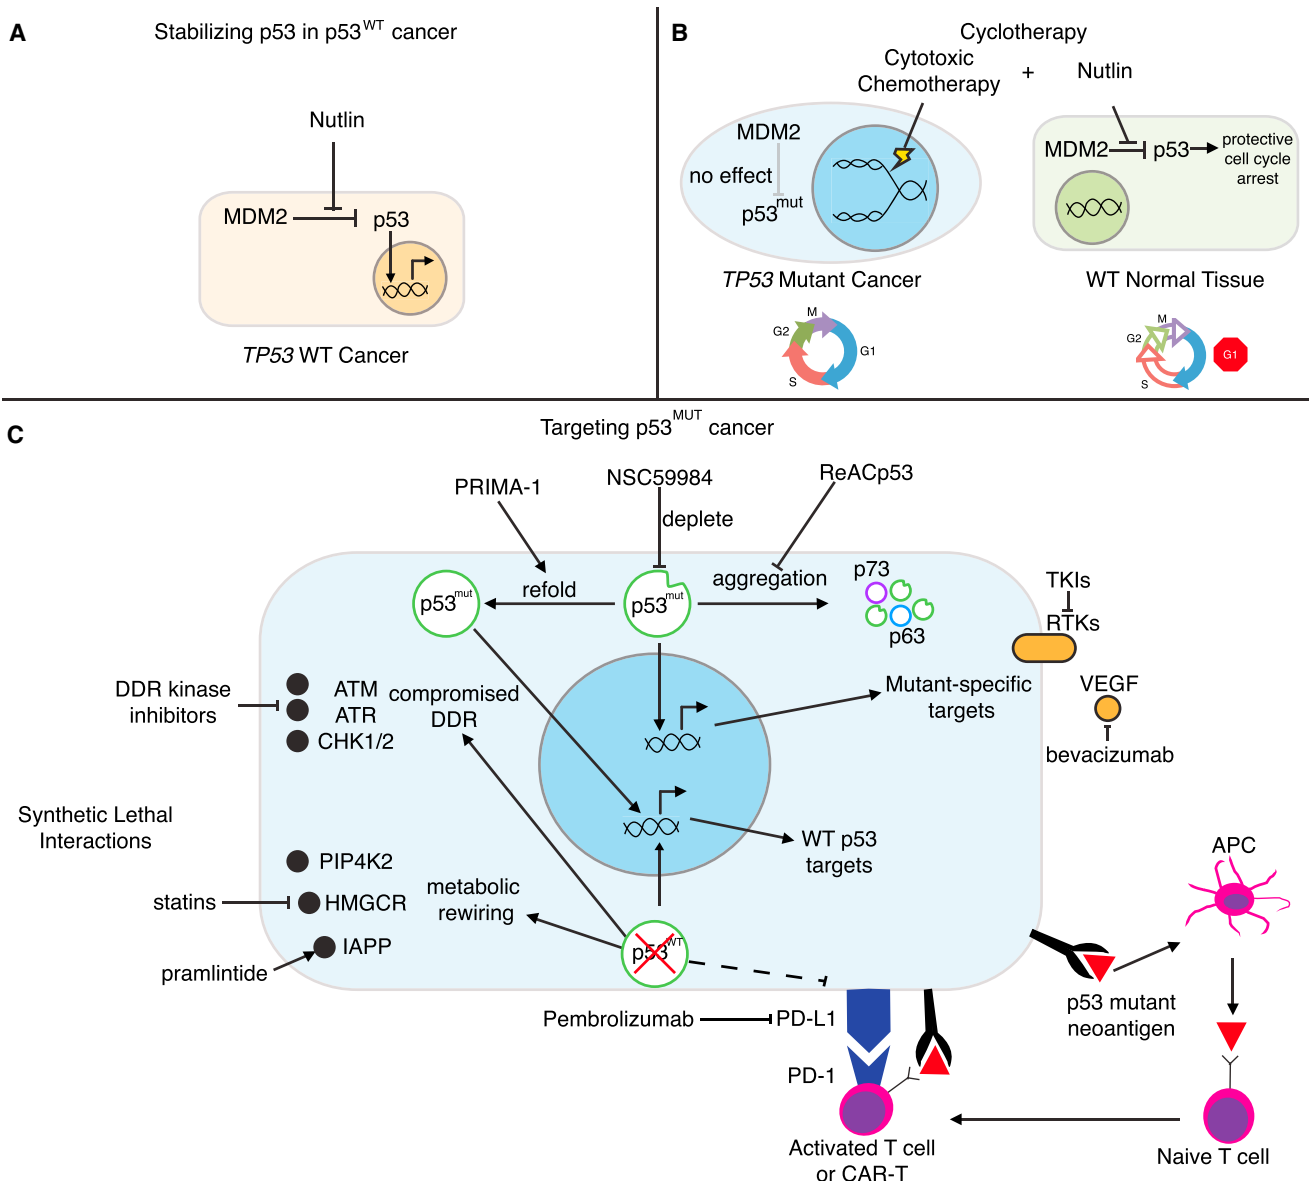 A
Stabilizing p53 in p53WT cancer
Nutlin
MDM2
p53
TP53 WT Cancer
B
Cyclotherapy
Cytotoxic
Chemotherapy
+
Nutlin
MDM2
no effect
p53mut
MDM2
p53
protective
cell cycle
arrest
TP53 Mutant Cancer
WT Normal Tissue
M
G2
G1
S
M
G2
S
G1
C
Targeting p53MUT cancer
PRIMA-1
NSC59984
ReACp53
deplete
refold
aggregation
p53mut
p53mut
p73
p63
TKIs
RTKs
VEGF
bevacizumab
DDR kinase
inhibitors
ATM
ATR
CHK1/2
compromised
DDR
Mutant-specific
targets
Synthetic Lethal
Interactions
WT p53
targets
PIP4K2
statins
HMGCR
IAPP
pramlintide
metabolic
rewiring
p53WT
APC
p53 mutant
neoantigen
Pembrolizumab
PD-L1
PD-1
Activated T cell
or CAR-T
Naive T cell